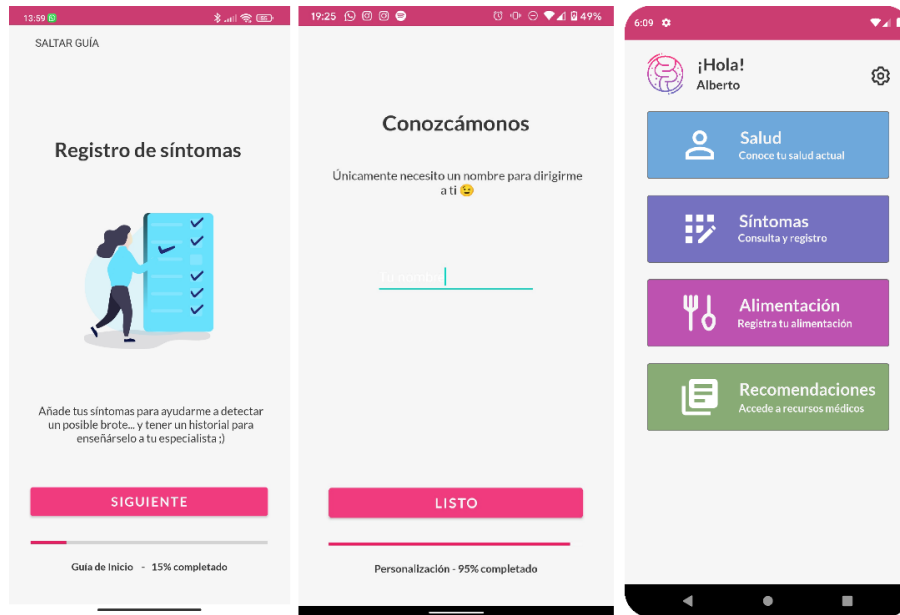 13:59
SALTAR GUÍA
Registro de síntomas
Añade tus síntomas para ayudarme a detectar
un posible brote... y tener un historial para
enseñárselo a tu especialista ;)
SIGUIENTE
Guía de Inicio - 15% completado
19:25
49%
Conozcámonos
Únicamente necesito un nombre para dirigirme
a ti 😉
Tu nombre
LISTO
Personalización - 95% completado
6:09
¡Hola!
Alberto
Salud
Conoce tu salud actual
Síntomas
Consulta y registro
Alimentación
Registra tu alimentación
Recomendaciones
Accede a recursos médicos